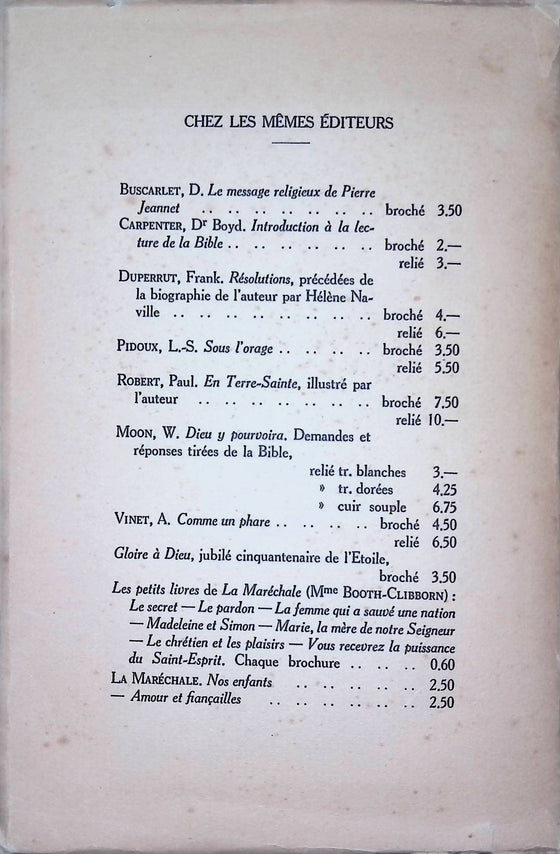 CHEZ LES MÊMES ÉDITEURS
BUSCARLET, D. Le message religieux de Pierre
Jeannet .. .. .. .. .. .. .. .. broché 3.50
CARPENTER, Dr Boyd. Introduction à la lec-
ture de la Bible .. .. .. .. .. .. .. broché 2.—
relié 3.—
DUPERRUT, Frank. Résolutions, précédées de
la biographie de l'auteur par Hélène Na-
ville .. .. .. .. .. .. .. .. .. broché 4.—
relié 6.—
PIDOUX, L.-S. Sous l'orage .. .. .. .. .. broché 3.50
relié 5.50
ROBERT, Paul. En Terre-Sainte, illustré par
l'auteur .. .. .. .. .. .. .. .. broché 7.50
relié 10.—
MOON, W. Dieu y pourvoira. Demandes et
réponses tirées de la Bible,
relié tr. blanches 3.—
» tr. dorées 4.25
» cuir souple 6.75
VINET, A. Comme un phare .. .. .. .. .. broché 4.50
relié 6.50
Gloire à Dieu, jubilé cinquantenaire de l'Etoile,
broché 3.50
Les petits livres de La Maréchale (Mme BOOTH-CLIBBORN) :
Le secret — Le pardon — La femme qui a sauvé une nation
— Madeleine et Simon — Marie, la mère de notre Seigneur
— Le chrétien et les plaisirs — Vous recevrez la puissance
du Saint-Esprit. Chaque brochure .. .. .. .. 0.60
LA MARÉCHALE. Nos enfants .. .. .. .. .. .. 2.50
— Amour et fiançailles .. .. .. .. .. .. .. 2.50